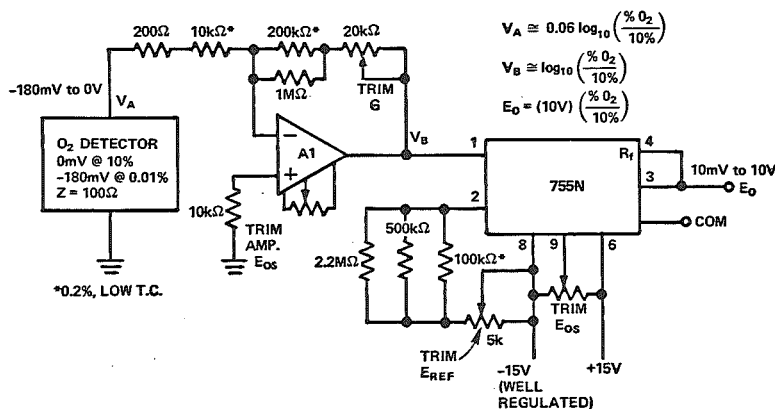 200Ω 10kΩ* 200kΩ* 20kΩ
1MΩ
TRIM
G
-180mV to 0V
V_A
O₂ DETECTOR
0mV @ 10%
-180mV @ 0.01%
Z = 100Ω
*0.2%, LOW T.C.
−
+
A1
10kΩ
TRIM
AMP.
E_OS
V_B
V_A ≅ 0.06 log₁₀ (% O₂ / 10%)
V_B ≅ log₁₀ (% O₂ / 10%)
E_O = (10V) (% O₂ / 10%)
1
2
755N
R_f
4
3
8 9 6
10mV to 10V
E_O
COM
2.2MΩ
500kΩ
100kΩ*
5k
TRIM
E_REF
TRIM
E_OS
-15V
(WELL
REGULATED)
+15V